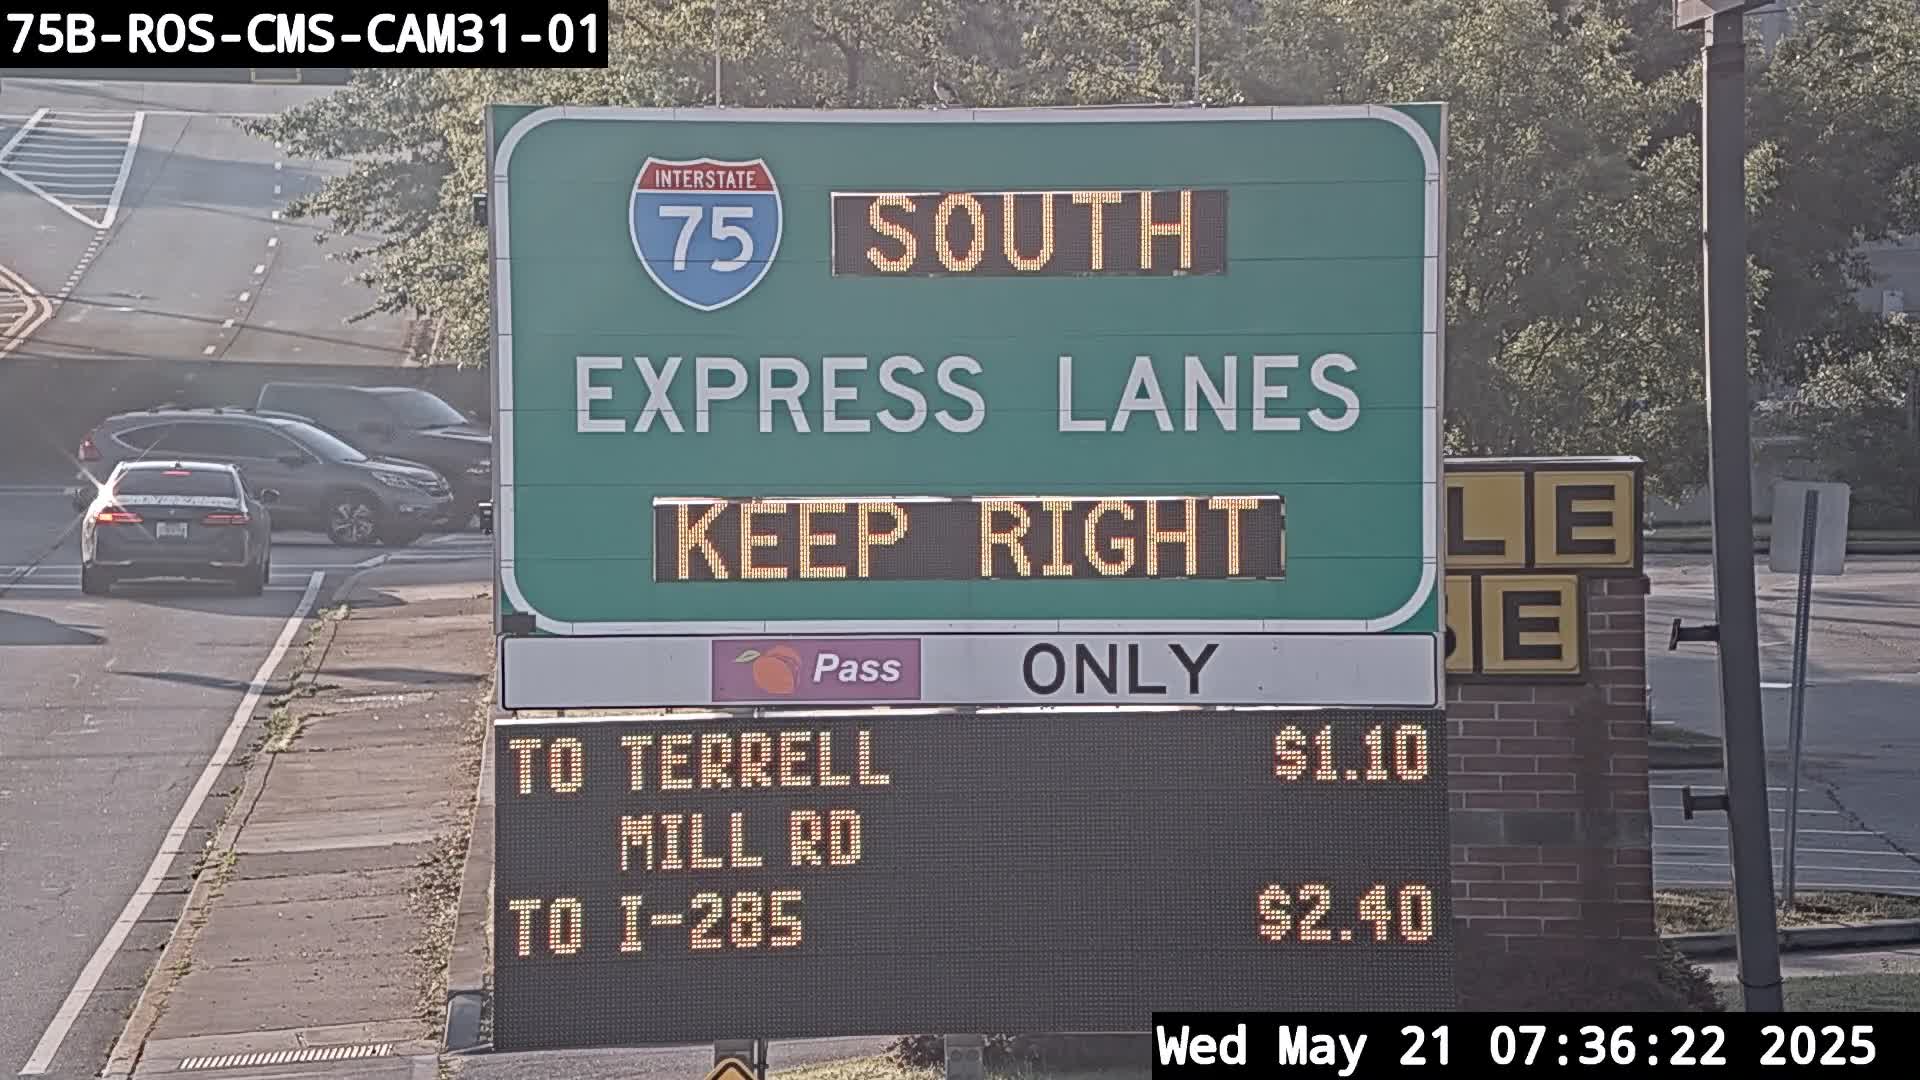 75B-ROS-CMS-CAM31-01
INTERSTATE
75
SOUTH
EXPRESS LANES
KEEP RIGHT
Pass ONLY
TO TERRELL $1.10
MILL RD
TO I-285 $2.40
LE
E
Wed May 21 07:36:22 2025